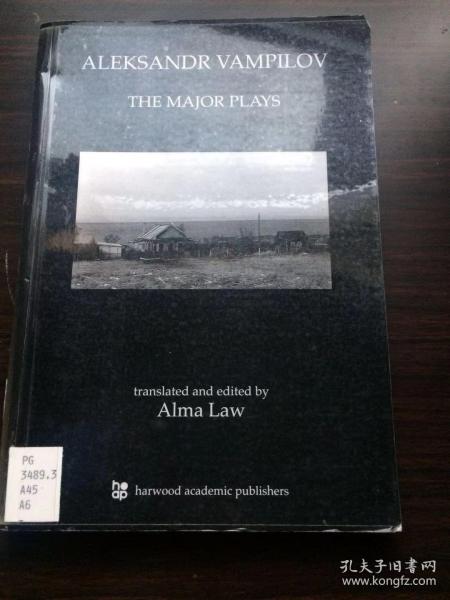 ALEKSANDR VAMPILOV
THE MAJOR PLAYS
translated and edited by
Alma Law
PG
3489.3
A45
A6
hap
harwood academic publishers
孔夫子旧书网
www.kongfz.com